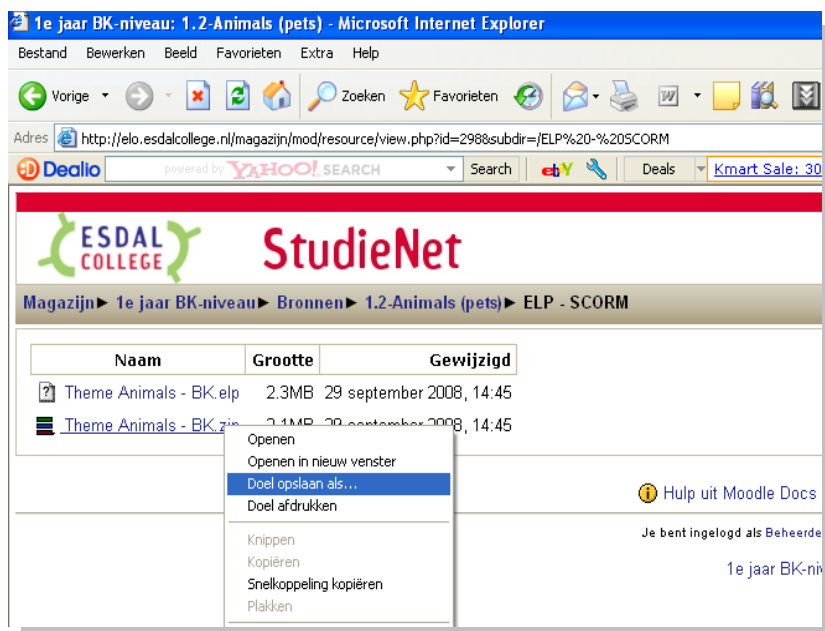 1e jaar BK-niveau: 1.2-Animals (pets) - Microsoft Internet Explorer
Bestand Bewerken Beeld Favorieten Extra Help
Vorige Zoeken Favorieten W
Adres http://elo.esdalcollege.nl/magazijn/mod/resource/view.php?id=298&subdir=/ELP%20-%20SCORM
Dealio powered by YAHOO! SEARCH Search ebY Deals Kmart Sale: 30
ESDAL COLLEGE StudieNet
Magazijn► 1e jaar BK-niveau► Bronnen► 1.2-Animals (pets)► ELP - SCORM
Naam Grootte Gewijzigd
Theme Animals - BK.elp 2.3MB 29 september 2008, 14:45
Theme Animals - BK.zip 2.1MB 29 september 2008, 14:45
Openen
Openen in nieuw venster
Doel opslaan als...
Doel afdrukken
Knippen
Kopiëren
Snelkoppeling kopiëren
Plakken
Hulp uit Moodle Docs
Je bent ingelogd als Beheerde
1e jaar BK-niv